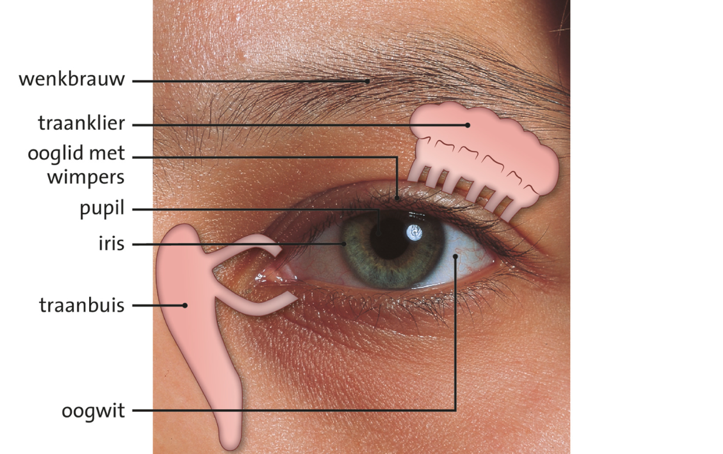 wenkbrauw
traanklier
ooglid met
wimpers
pupil
iris
traanbuis
oogwit